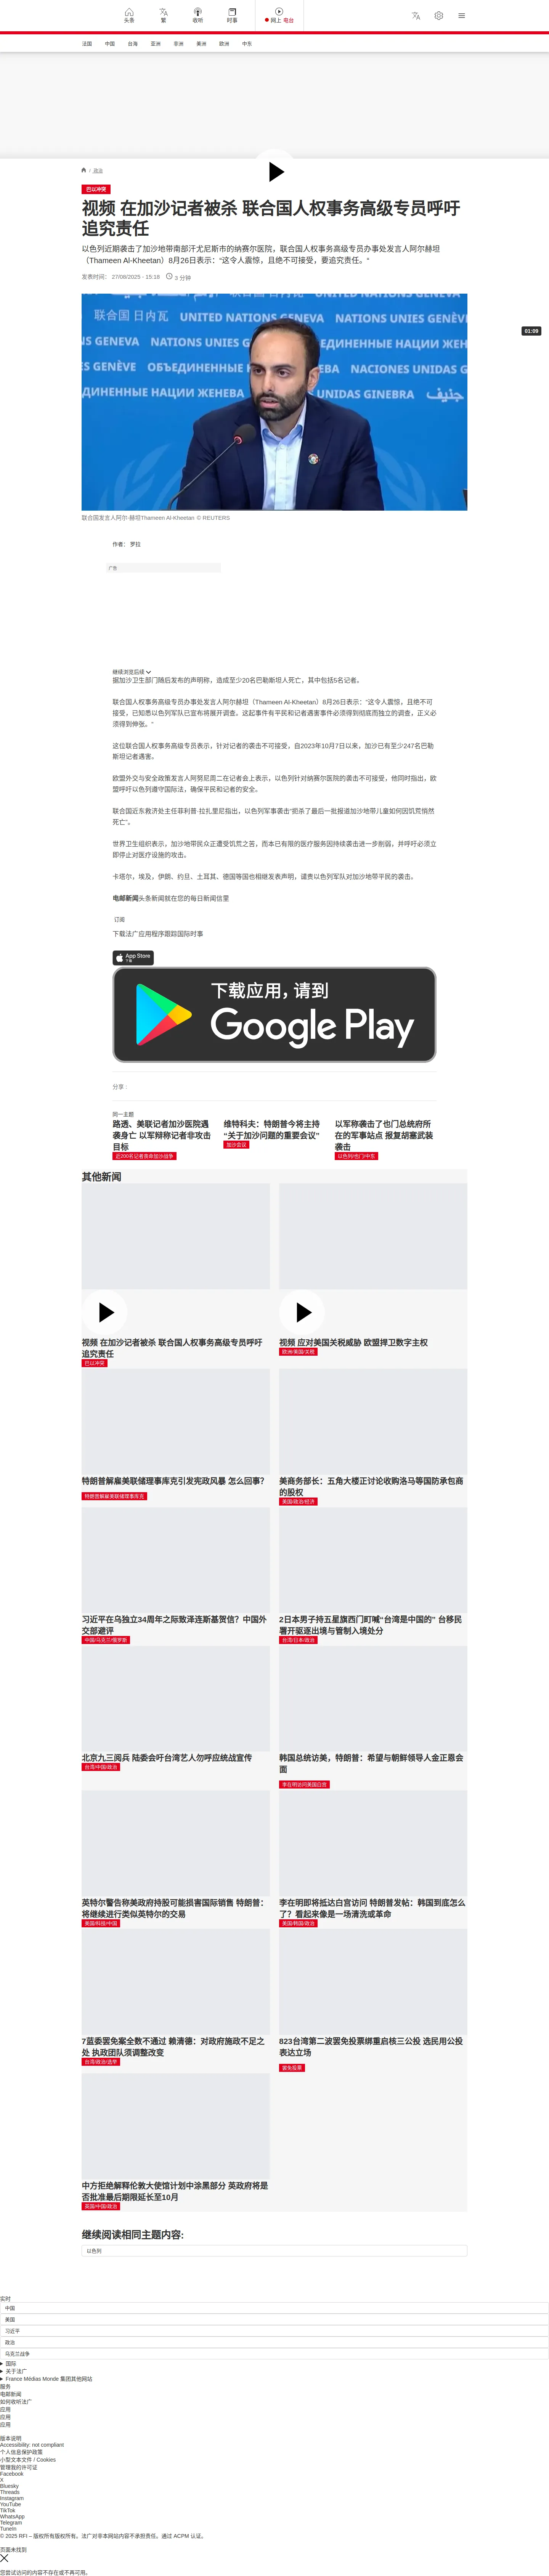 头条
繁
收听
时事
网上 电台
法国
中国
台海
亚洲
非洲
美洲
欧洲
中东
/ 政治
巴以冲突
视频 在加沙记者被杀 联合国人权事务高级专员呼吁
追究责任
以色列近期袭击了加沙地带南部汗尤尼斯市的纳赛尔医院，联合国人权事务高级专员办事处发言人阿尔赫坦
（Thameen Al-Kheetan）8月26日表示：“这令人震惊，且绝不可接受，要追究责任。”
发表时间： 27/08/2025 - 15:18
3 分钟
01:09
联合国发言人阿尔·赫坦Thameen Al-Kheetan © REUTERS
作者： 罗拉
广告
继续浏览后续
据加沙卫生部门随后发布的声明称，造成至少20名巴勒斯坦人死亡，其中包括5名记者。
联合国人权事务高级专员办事处发言人阿尔赫坦（Thameen Al-Kheetan）8月26日表示：“这令人震惊，且绝不可
接受，已知悉以色列军队已宣布将展开调查。这起事件有平民和记者遇害事件必须得到彻底而独立的调查，正义必
须得到伸张。”
这位联合国人权事务高级专员表示，针对记者的袭击不可接受，自2023年10月7日以来，加沙已有至少247名巴勒
斯坦记者遇害。
欧盟外交与安全政策发言人阿努尼周二在记者会上表示，以色列针对纳赛尔医院的袭击不可接受，他同时指出，欧
盟呼吁以色列遵守国际法，确保平民和记者的安全。
联合国近东救济处主任菲利普·拉扎里尼指出，以色列军事袭击“扼杀了最后一批报道加沙地带儿童如何因饥荒悄然
死亡”。
世界卫生组织表示，加沙地带民众正遭受饥荒之苦，而本已有限的医疗服务因持续袭击进一步削弱，并呼吁必须立
即停止对医疗设施的攻击。
卡塔尔，埃及，伊朗、约旦、土耳其、德国等国也相继发表声明，谴责以色列军队对加沙地带平民的袭击。
电邮新闻头条新闻就在您的每日新闻信里
订阅
下载法广应用程序跟踪国际时事
App Store
下载
下载应用，请到
Google Play
分享 :
同一主题
路透、美联记者加沙医院遇
袭身亡 以军辩称记者非攻击
目标
近200名记者丧命加沙战争
维特科夫：特朗普今将主持
“关于加沙问题的重要会议”
加沙会议
以军称袭击了也门总统府所
在的军事站点 报复胡塞武装
袭击
以色列/也门/中东
其他新闻
视频 在加沙记者被杀 联合国人权事务高级专员呼吁
追究责任
巴以冲突
视频 应对美国关税威胁 欧盟捍卫数字主权
欧洲/美国/关税
特朗普解雇美联储理事库克引发宪政风暴 怎么回事?
特朗普解雇美联储理事库克
美商务部长：五角大楼正讨论收购洛马等国防承包商
的股权
美国/政治/经济
习近平在乌独立34周年之际致泽连斯基贺信？中国外
交部避评
中国/乌克兰/俄罗斯
2日本男子持五星旗西门町喊“台湾是中国的” 台移民
署开驱逐出境与管制入境处分
台湾/日本/政治
北京九三阅兵 陆委会吁台湾艺人勿呼应统战宣传
台湾/中国/政治
韩国总统访美，特朗普：希望与朝鲜领导人金正恩会
面
李在明访问美国白宫
英特尔警告称美政府持股可能损害国际销售 特朗普：
将继续进行类似英特尔的交易
美国/科技/中国
李在明即将抵达白宫访问 特朗普发帖：韩国到底怎么
了？看起来像是一场清洗或革命
美国/韩国/政治
7蓝委罢免案全数不通过 赖清德：对政府施政不足之
处 执政团队须调整改变
台湾/政治/选举
823台湾第二波罢免投票绑重启核三公投 选民用公投
表达立场
罢免投票
中方拒绝解释伦敦大使馆计划中涂黑部分 英政府将是
否批准最后期限延长至10月
英国/中国/政治
继续阅读相同主题内容:
以色列
实时
中国
美国
习近平
政治
乌克兰战争
国际
关于法广
France Médias Monde 集团其他网站
服务
电邮新闻
如何收听法广
应用
应用
应用
版本说明
Accessibility: not compliant
个人信息保护政策
小型文本文件 / Cookies
管理我的许可证
Facebook
X
Bluesky
Threads
Instagram
YouTube
TikTok
WhatsApp
Telegram
TuneIn
© 2025 RFI – 版权所有版权所有。法广对非本网站内容不承担责任。通过 ACPM 认证。
页面未找到
您尝试访问的内容不存在或不再可用。